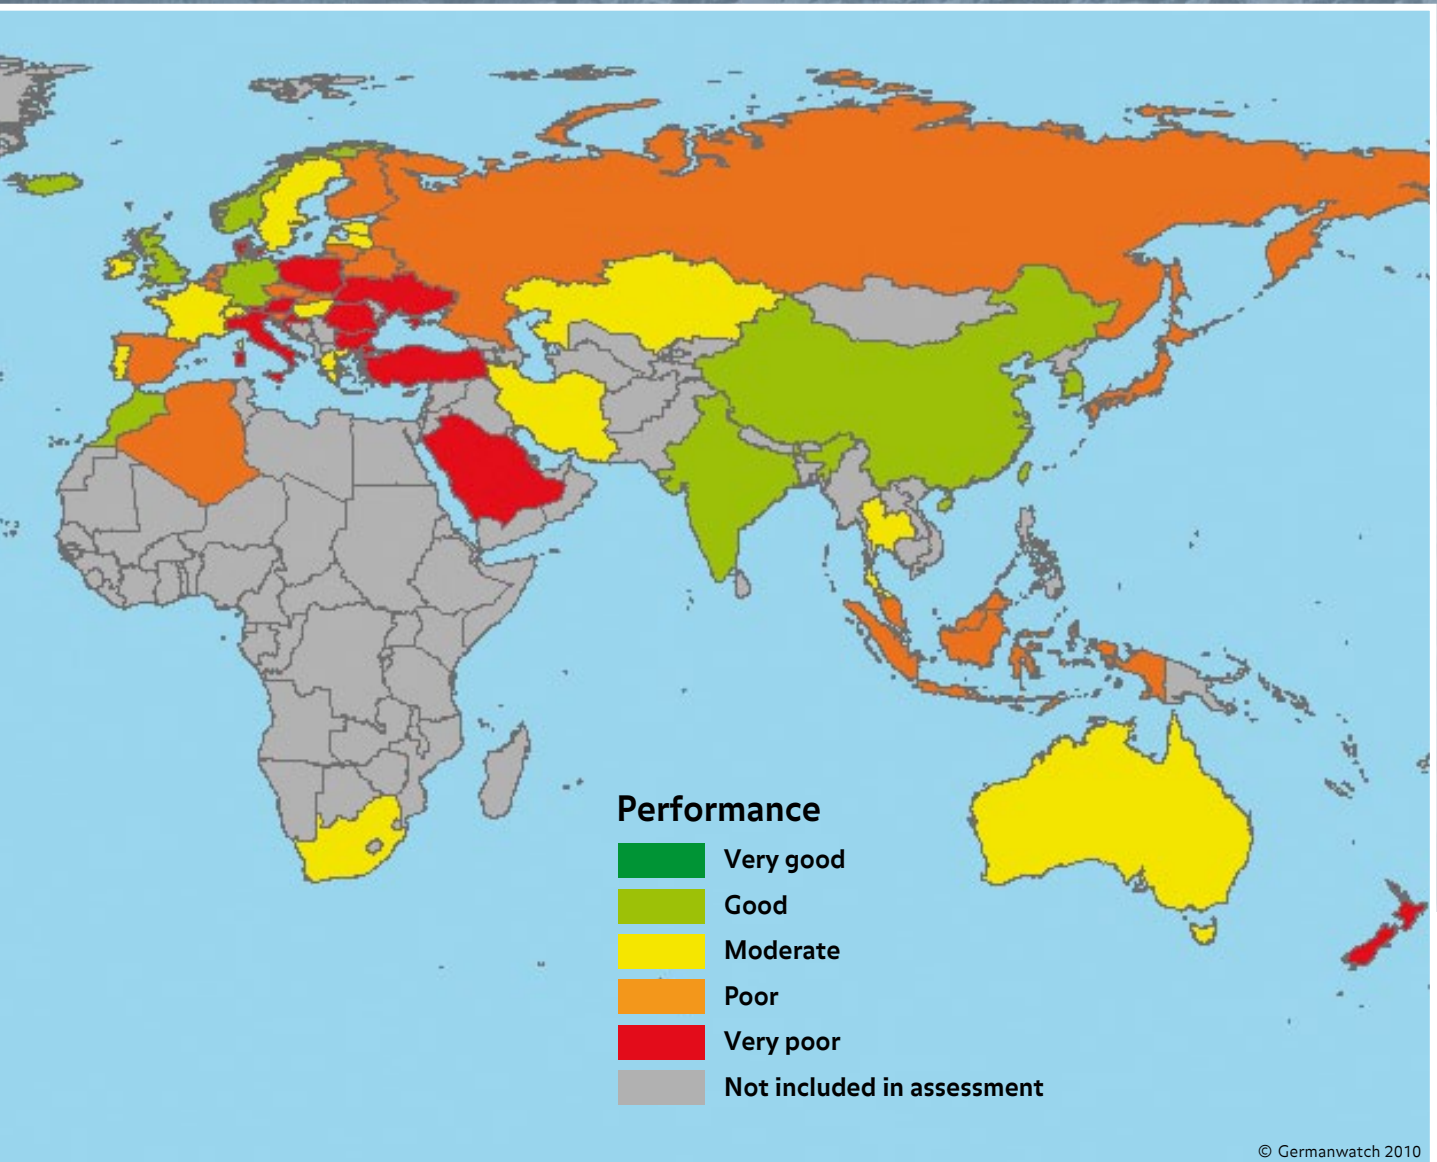 Performance
Very good
Good
Moderate
Poor
Very poor
Not included in assessment
© Germanwatch 2010